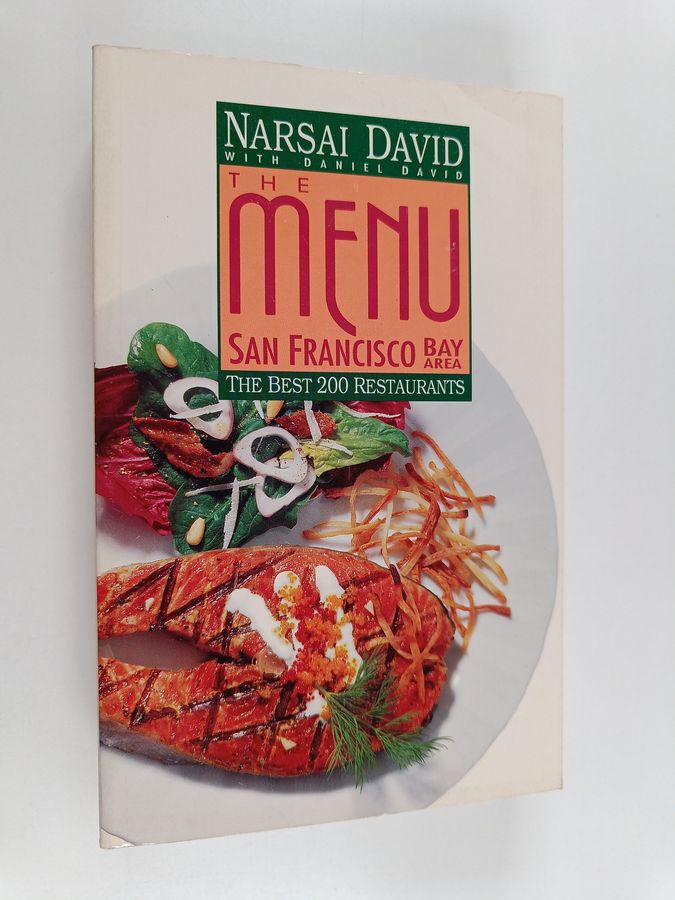 NARSAI DAVID
WITH DANIEL DAVID
THE
MENU
SAN FRANCISCO BAY AREA
THE BEST 200 RESTAURANTS